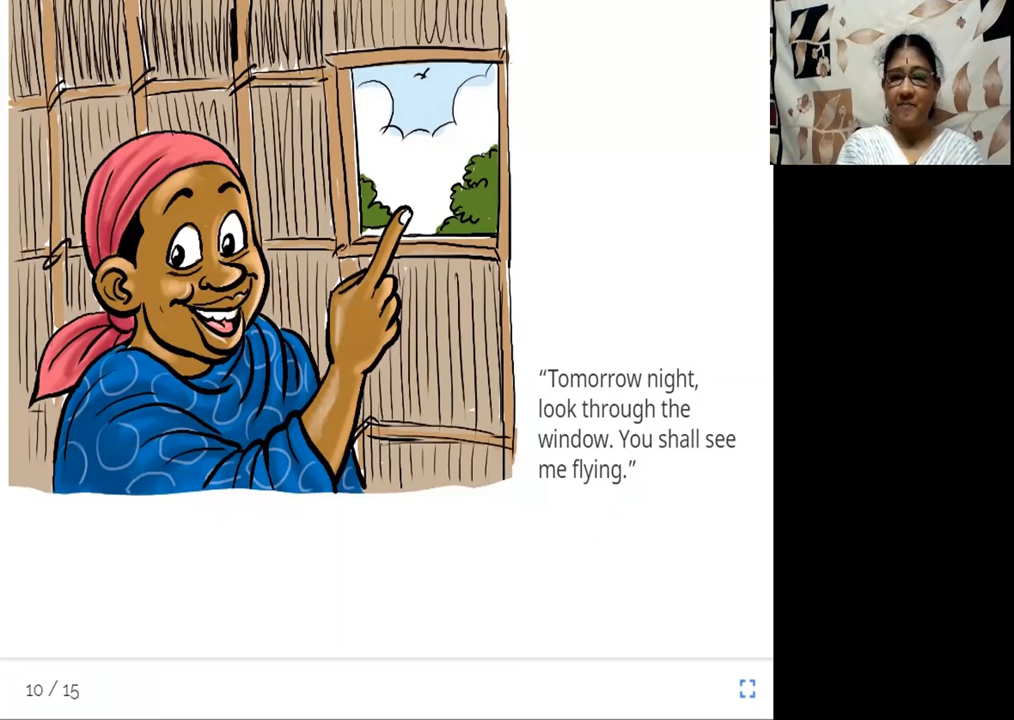 “Tomorrow night,
look through the
window. You shall see
me flying.”
10 / 15